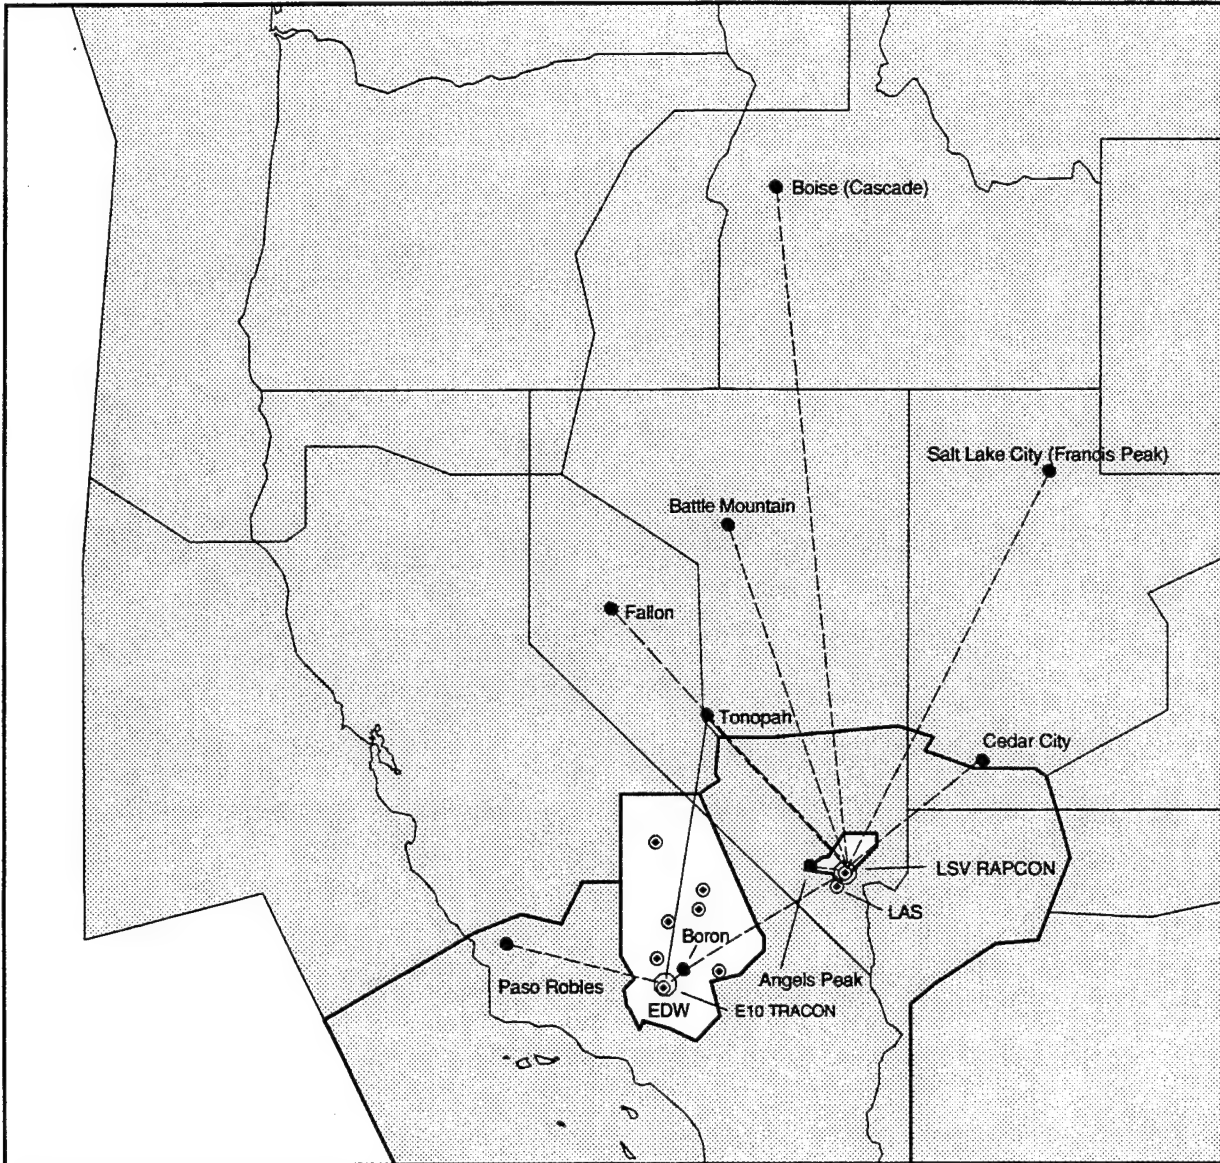 Boise (Cascade)
Salt Lake City (Francis Peak)
Battle Mountain
Fallon
Tonopah
Cedar City
LSV RAPCON
LAS
Boron
Angels Peak
Paso Robles
EDW
E10 TRACON